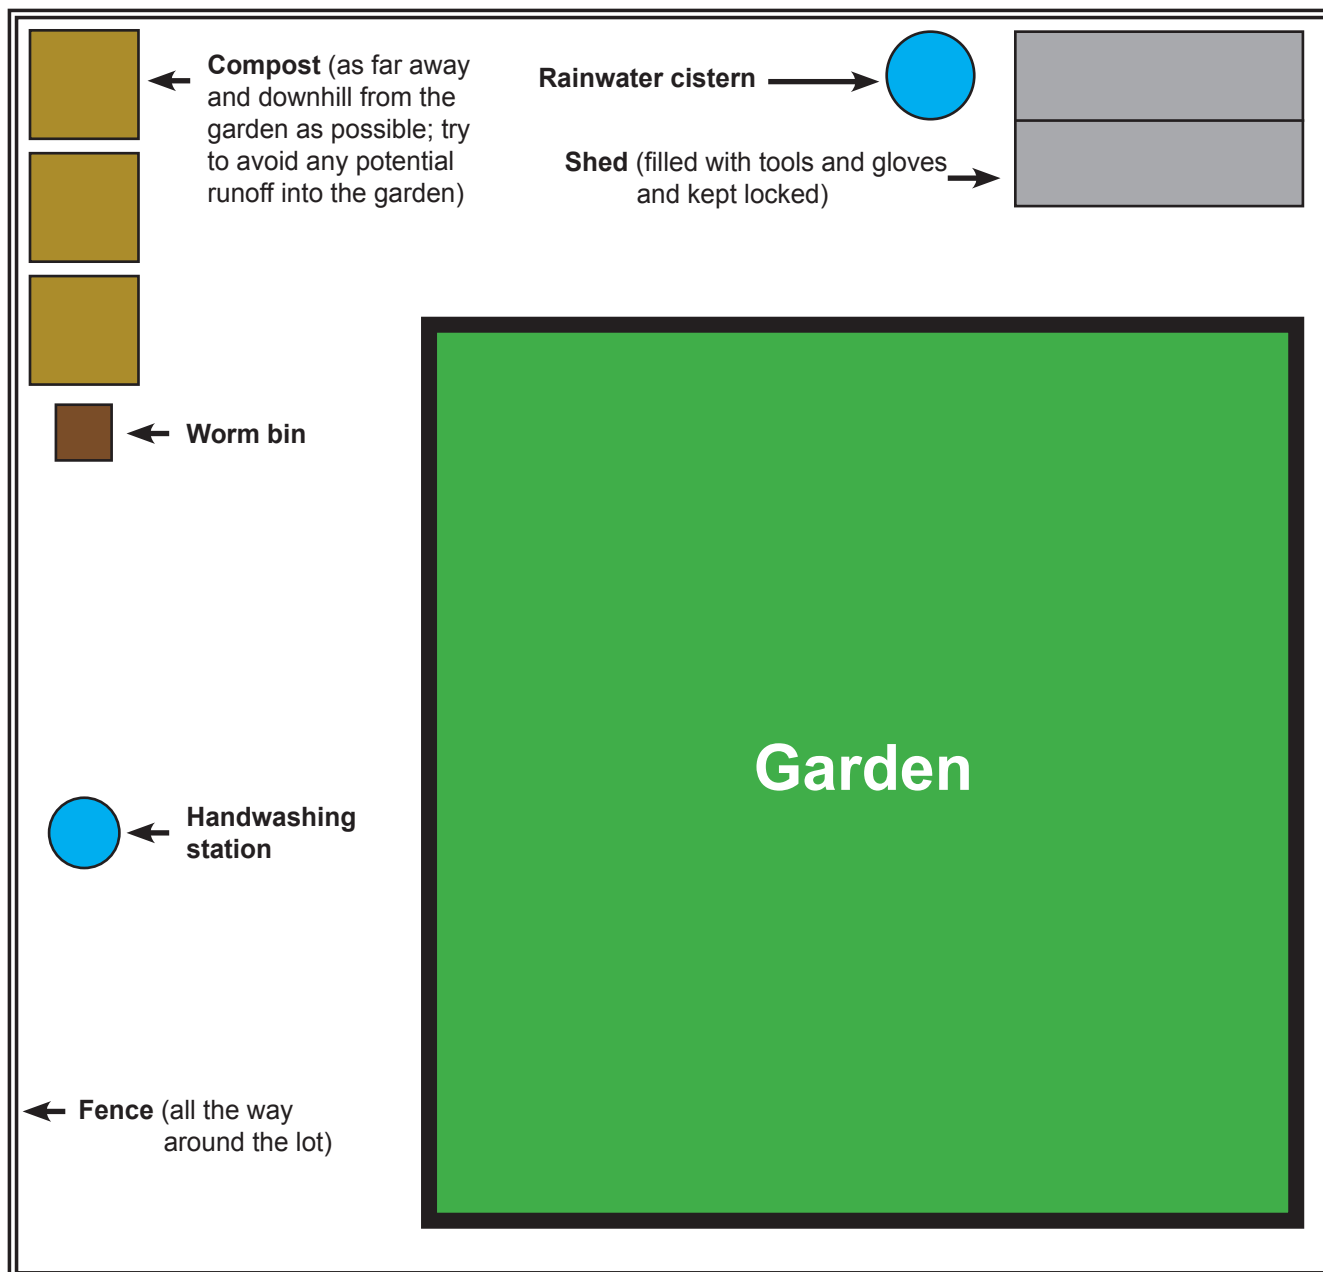 Compost (as far away
and downhill from the
garden as possible; try
to avoid any potential
runoff into the garden)
Rainwater cistern
Shed (filled with tools and gloves
and kept locked)
Worm bin
Garden
Handwashing
station
Fence (all the way
around the lot)